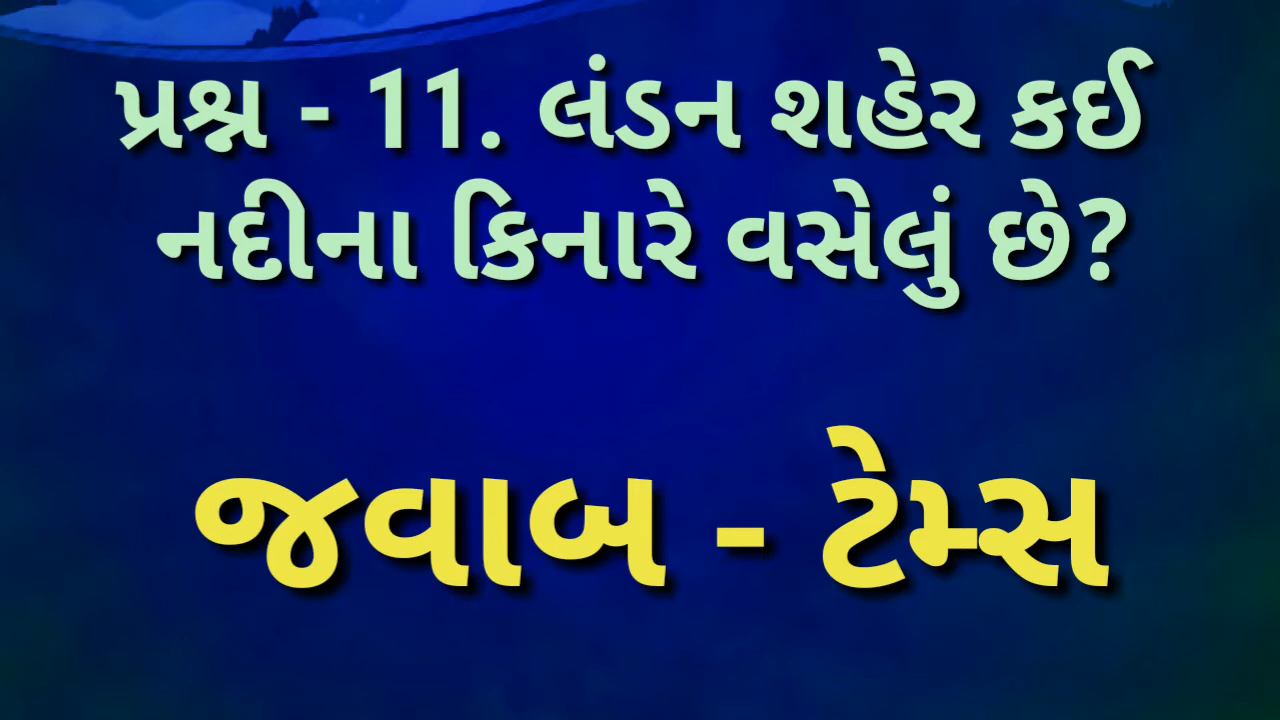 પ્રશ્ન - 11. લંડન શહેર કઈ
નદીના કિનારે વસેલું છે?
જવાબ - ટેમ્સ